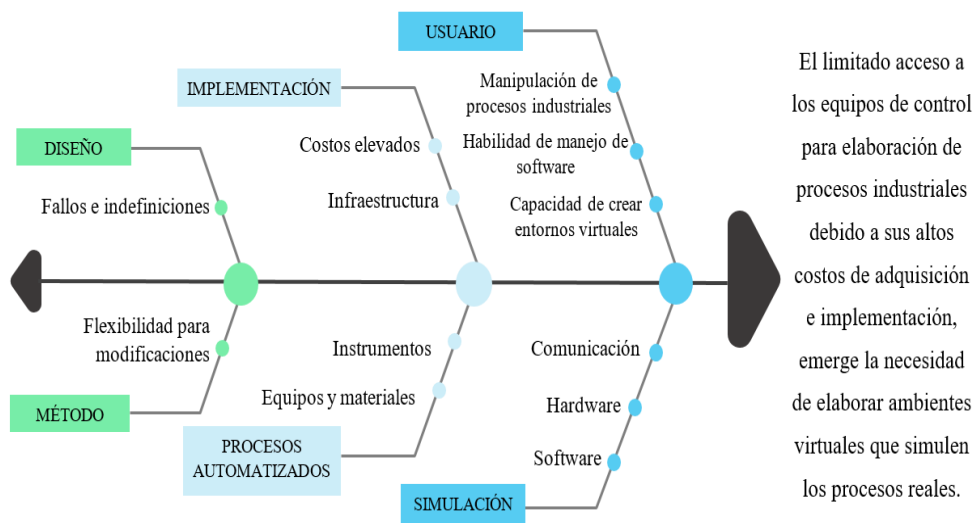 USUARIO
Manipulación de
procesos industriales
Habilidad de manejo de
software
Capacidad de crear
entornos virtuales
IMPLEMENTACIÓN
Costos elevados
Infraestructura
DISEÑO
Fallos e indefiniciones
Flexibilidad para
modificaciones
MÉTODO
Instrumentos
Equipos y materiales
PROCESOS
AUTOMATIZADOS
Comunicación
Hardware
Software
SIMULACIÓN
El limitado acceso a
los equipos de control
para elaboración de
procesos industriales
debido a sus altos
costos de adquisición
e implementación,
emerge la necesidad
de elaborar ambientes
virtuales que simulen
los procesos reales.